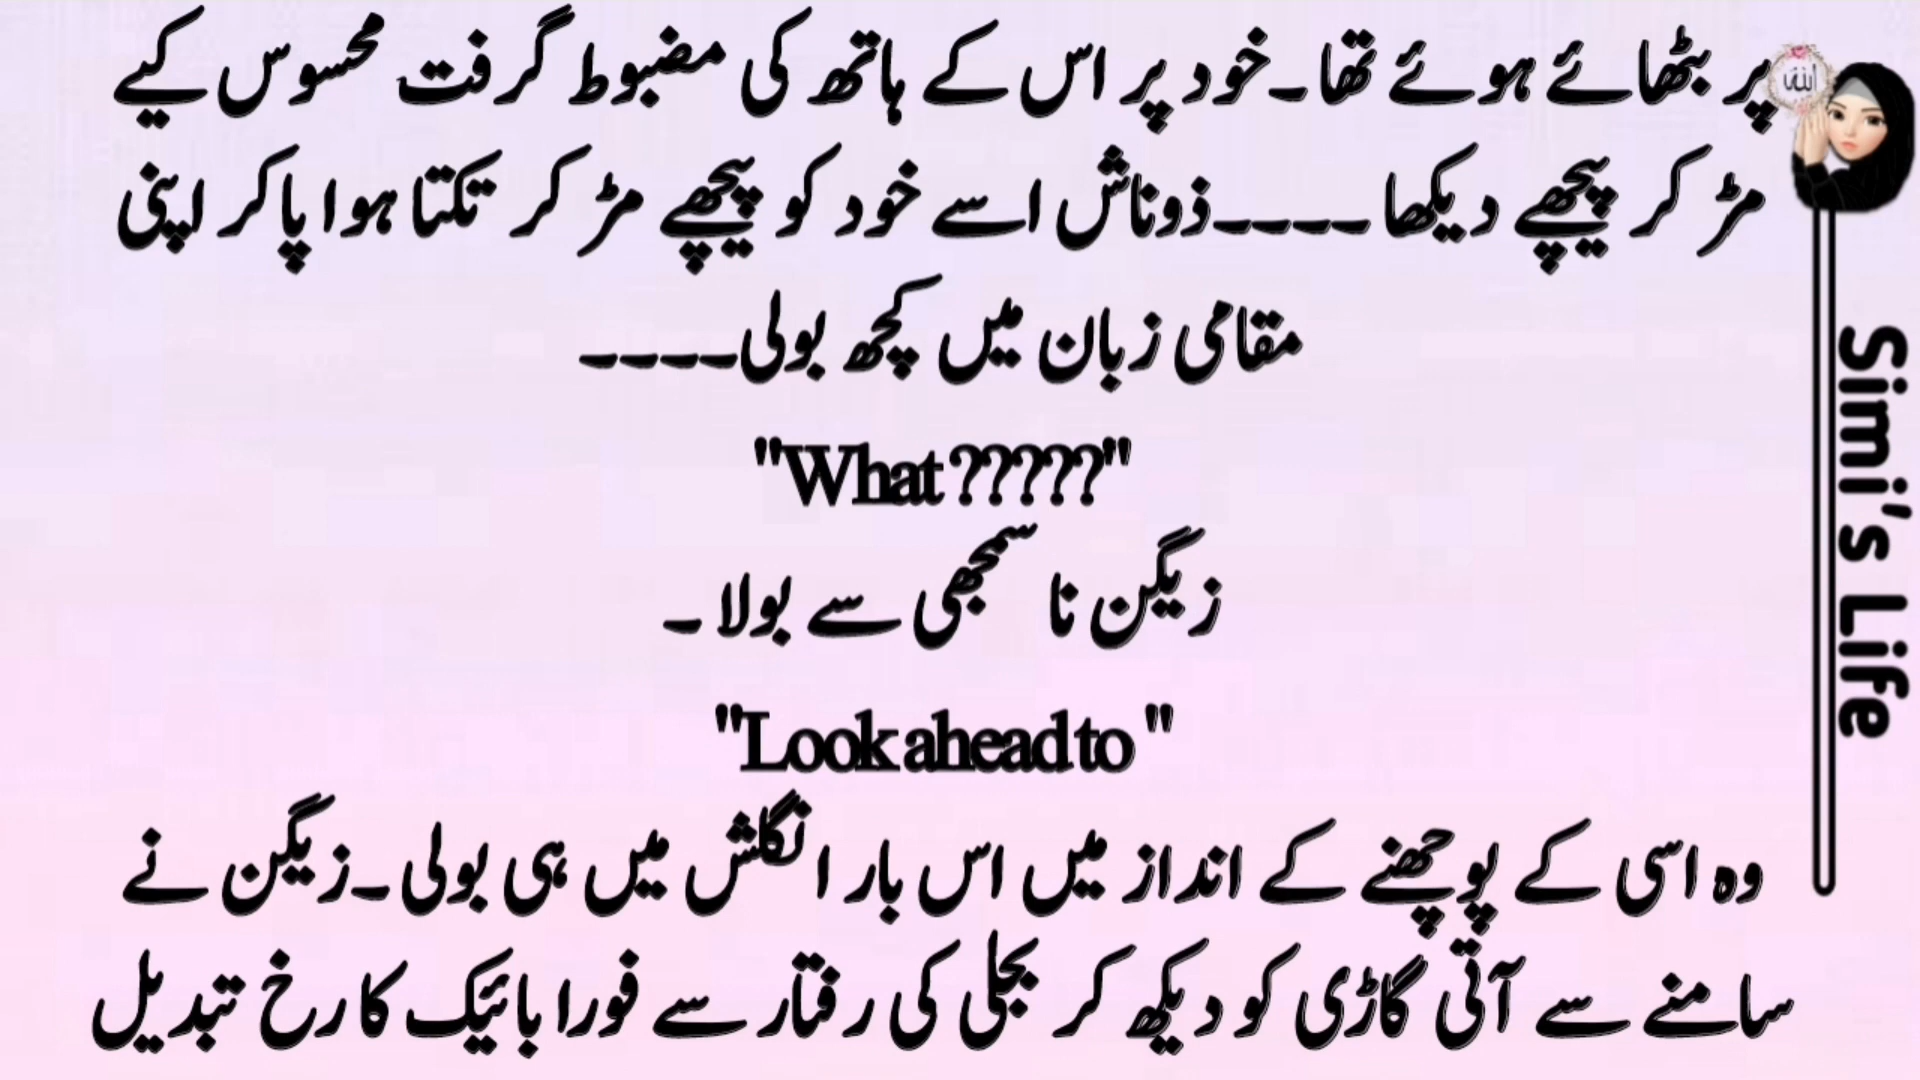 پر بٹھائے ہوئے تھا۔خود پر اس کے ہاتھ کی مضبوط گرفت محسوس کیے
مڑ کر پیچھے دیکھا ۔۔۔۔ذوناش اسے خود کو پیچھے مڑ کر تکتا ہوا پا کر اپنی
مقامی زبان میں کچھ بولی۔۔۔۔
"What ?????"
زیگن نا سمجھی سے بولا ۔
"Look ahead to "
وہ اسی کے پوچھنے کے انداز میں اس بار انگلش میں ہی بولی۔زیگن نے
سامنے سے آتی گاڑی کو دیکھ کر بجلی کی رفتار سے فورا بائیک کا رخ تبدیل
الله
Simi's Life